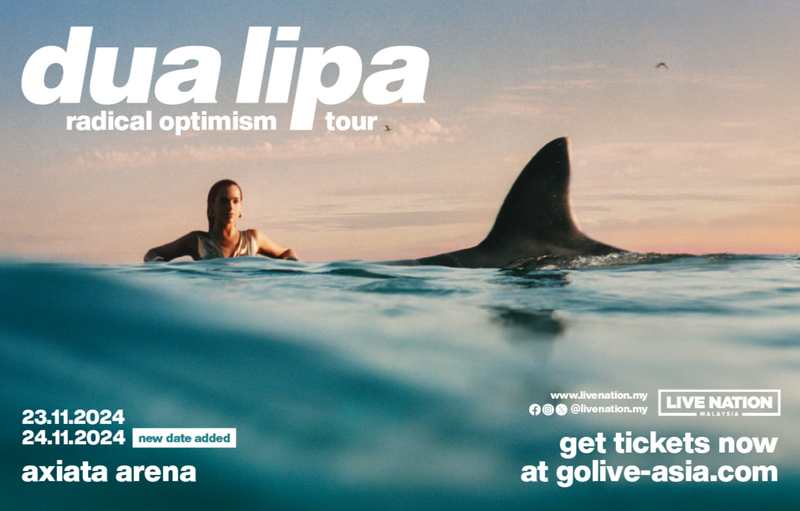 dua lipa
radical optimism tour
23.11.2024
24.11.2024 new date added
axiata arena
www.livenation.my
@livenation.my
LIVE NATION
MALAYSIA
get tickets now
at golive-asia.com